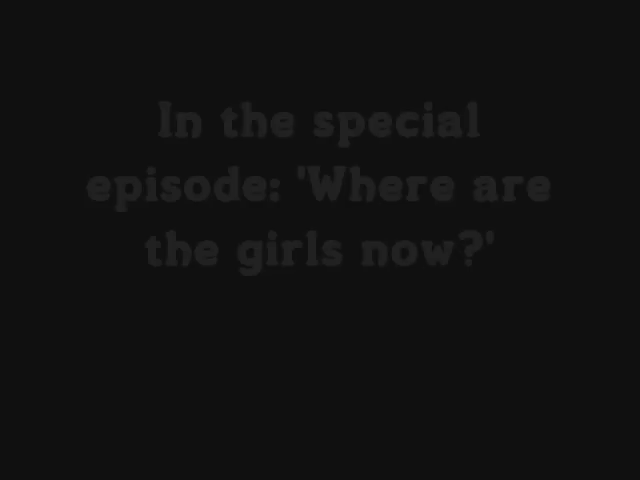 In the special
episode: 'Where are
the girls now?'